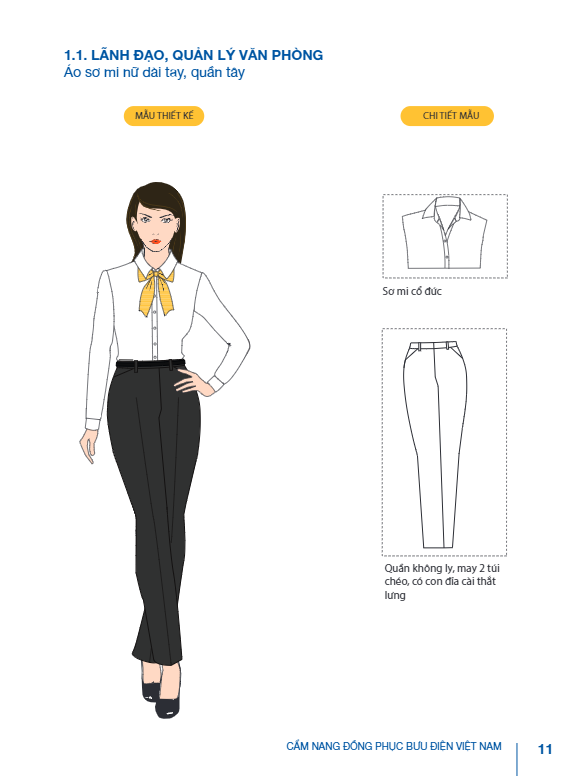 1.1. LÃNH ĐẠO, QUẢN LÝ VĂN PHÒNG
Áo sơ mi nữ dài tay, quần tây
MẪU THIẾT KẾ
CHI TIẾT MẪU
Sơ mi cổ đức
Quần không ly, may 2 túi
chéo, có con đỉa cài thắt
lưng
CẨM NANG ĐỒNG PHỤC BƯU ĐIỆN VIỆT NAM
11